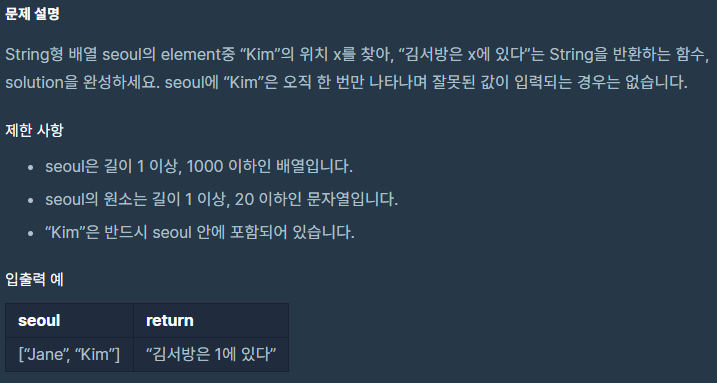 문제 설명
String형 배열 seoul의 element중 “Kim”의 위치 x를 찾아, “김서방은 x에 있다”는 String을 반환하는 함수,
solution을 완성하세요. seoul에 “Kim”은 오직 한 번만 나타나며 잘못된 값이 입력되는 경우는 없습니다.
제한 사항
• seoul은 길이 1 이상, 1000 이하인 배열입니다.
• seoul의 원소는 길이 1 이상, 20 이하인 문자열입니다.
• “Kim”은 반드시 seoul 안에 포함되어 있습니다.
입출력 예
seoul return
[“Jane”, “Kim”] “김서방은 1에 있다”